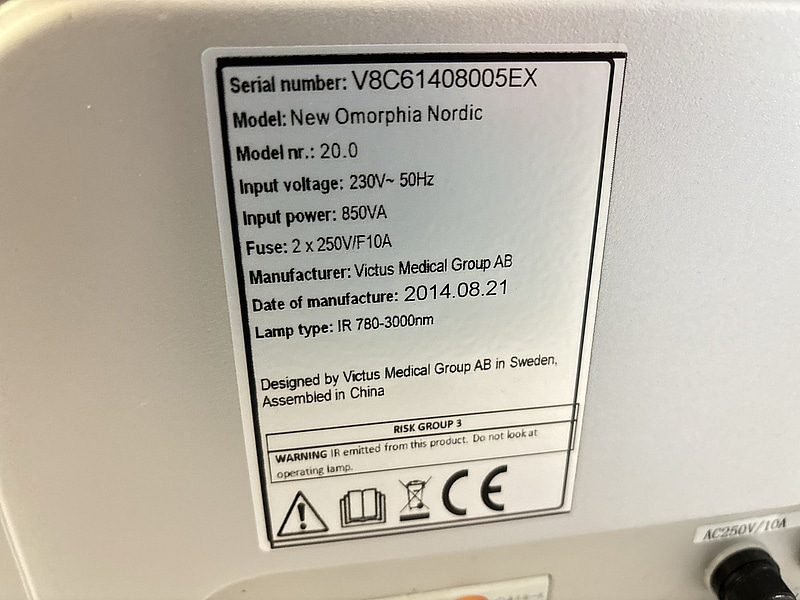 Serial number: V8C61408005EX
Model: New Omorphia Nordic
Model nr.: 20.0
Input voltage: 230V~ 50Hz
Input power: 850VA
Fuse: 2 x 250V/F10A
Manufacturer: Victus Medical Group AB
Date of manufacture: 2014.08.21
Lamp type: IR 780-3000nm
Designed by Victus Medical Group AB in Sweden,
Assembled in China
RISK GROUP 3
WARNING IR emitted from this product. Do not look at
operating lamp.
CE
AC250V/10A